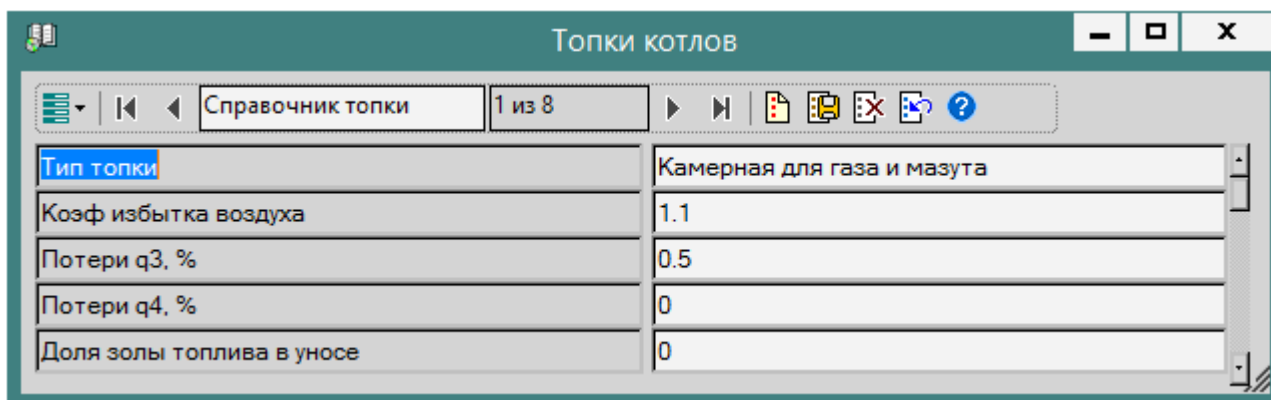 Топки котлов
Справочник топки 1 из 8
Тип топки Камерная для газа и мазута
Коэф избытка воздуха 1.1
Потери q3, % 0.5
Потери q4, % 0
Доля золы топлива в уносе 0